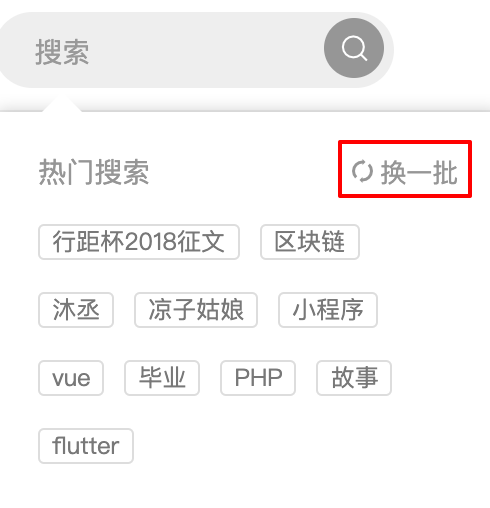 搜索
热门搜索 换一批
行距杯2018征文 区块链
沐丞 凉子姑娘 小程序
vue 毕业 PHP 故事
flutter